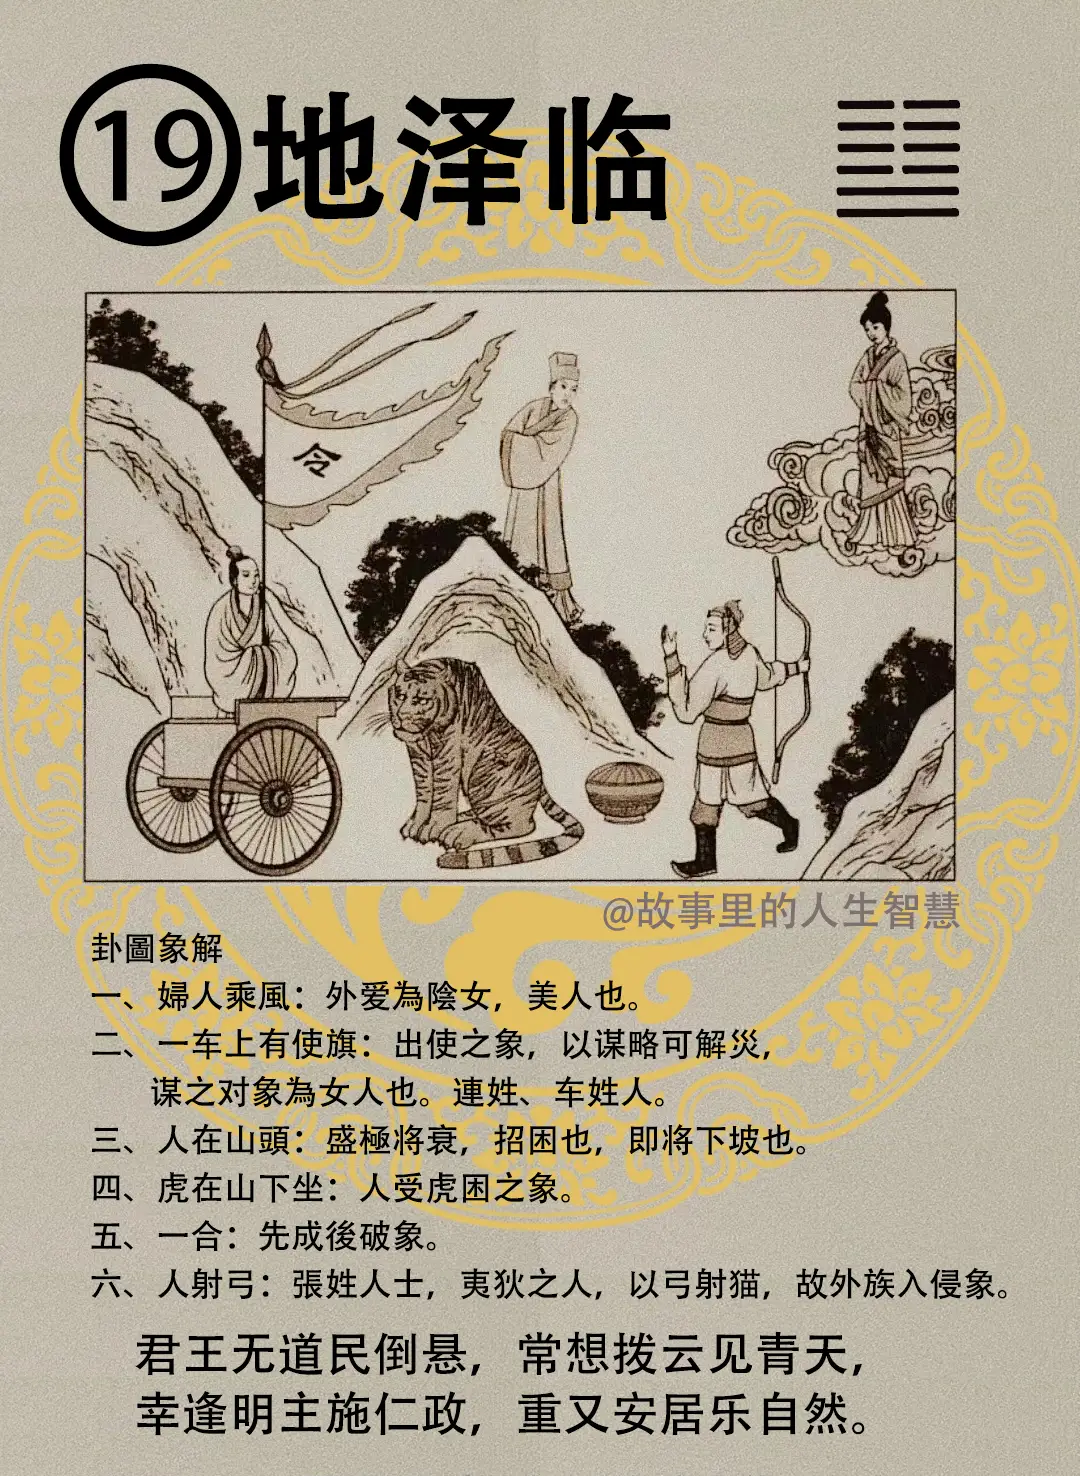 19 地泽临
令
@故事里的人生智慧
卦圖象解
一、婦人乘風：外爱為陰女，美人也。
二、一车上有使旗：出使之象，以谋略可解災，
谋之对象為女人也。連姓、车姓人。
三、人在山頭：盛極将衰，招困也，即将下坡也。
四、虎在山下坐：人受虎困之象。
五、一合：先成後破象。
六、人射弓：張姓人士，夷狄之人，以弓射猫，故外族入侵象。
君王无道民倒悬，常想拨云见青天，
幸逢明主施仁政，重又安居乐自然。